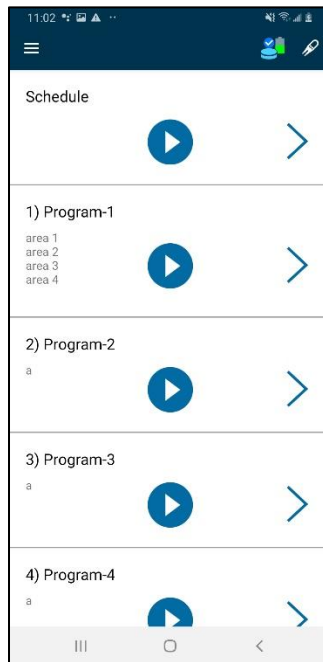 11:02
Schedule
1) Program-1
area 1
area 2
area 3
area 4
2) Program-2
a
3) Program-3
a
4) Program-4
a